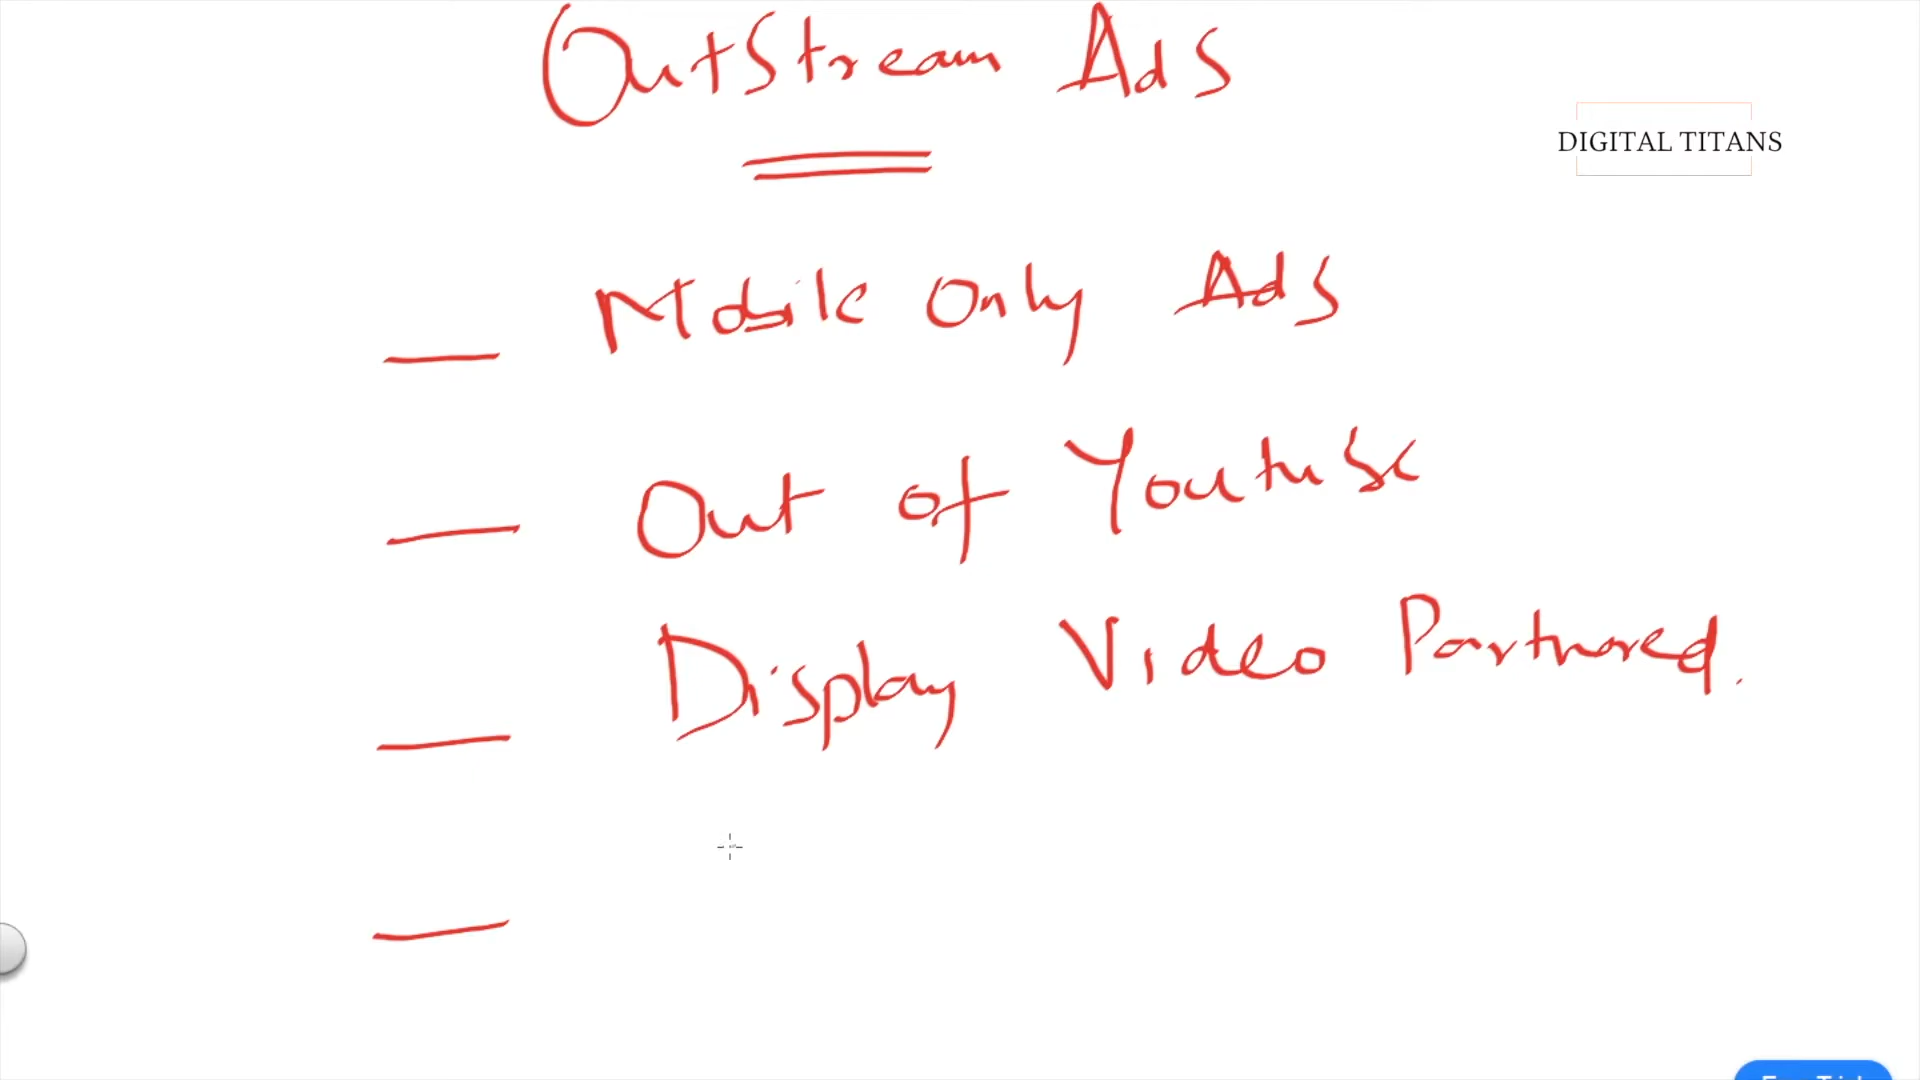 OutStream Ads
DIGITAL TITANS
— Mobile Only Ads
— Out of Youtube
— Display Video Partnered.
—